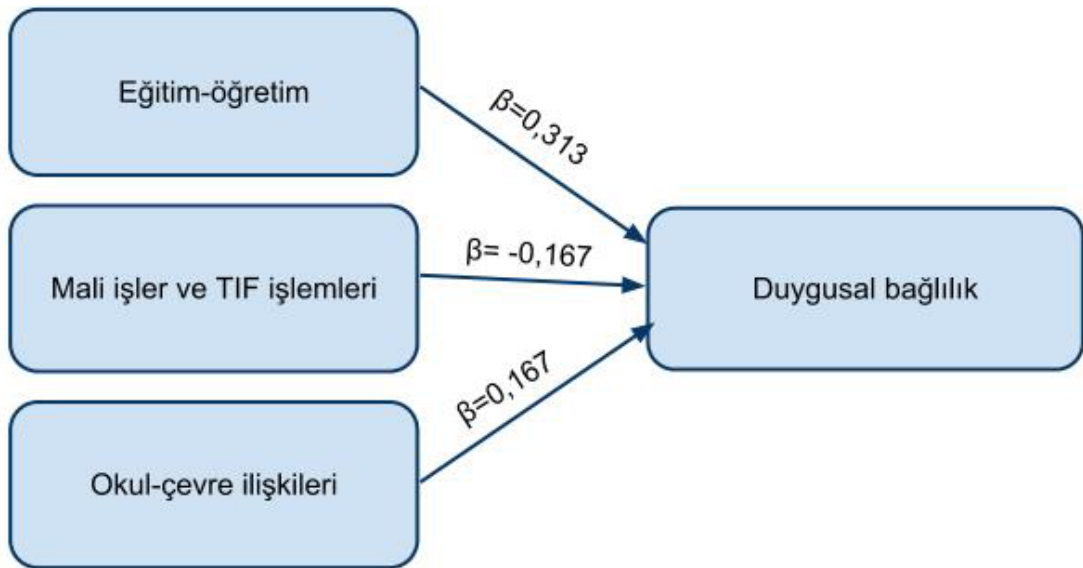 Eğitim-öğretim
β=0,313
Mali işler ve TIF işlemleri
β= -0,167
Duygusal bağlılık
β=0,167
Okul-çevre ilişkileri